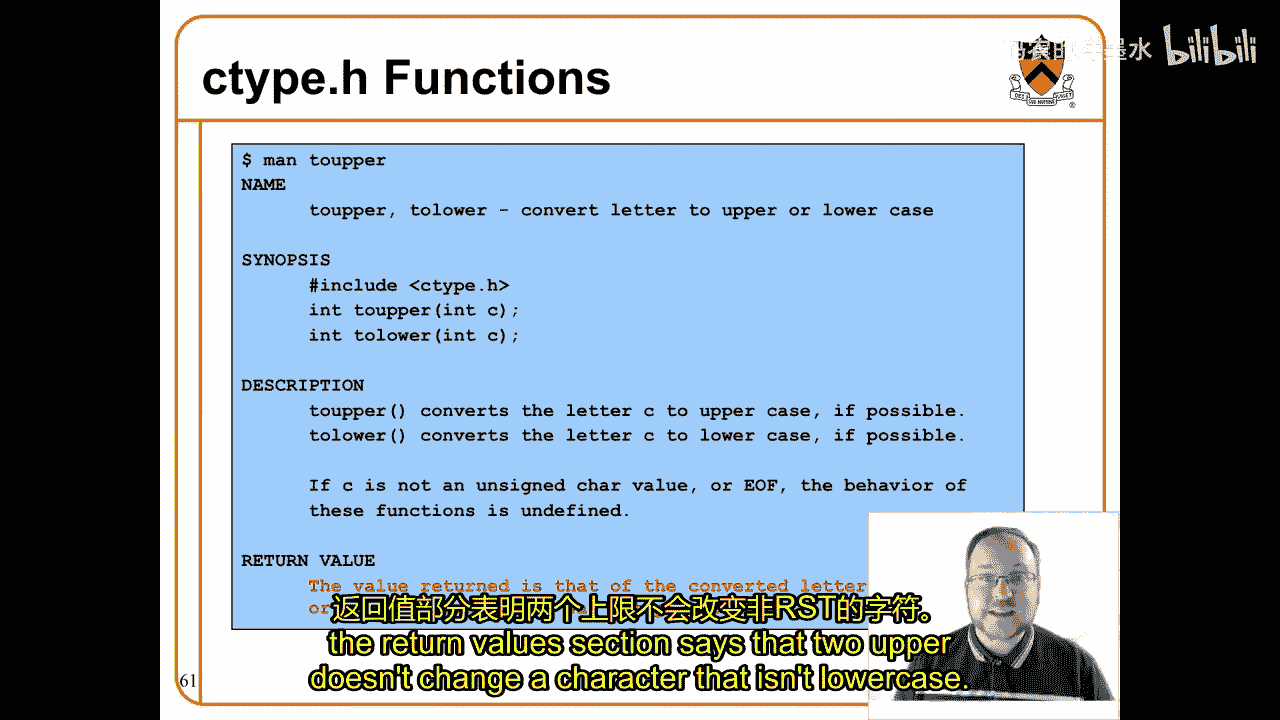 ctype.h Functions
bilibili
$ man toupper
NAME
toupper, tolower - convert letter to upper or lower case
SYNOPSIS
#include <ctype.h>
int toupper(int c);
int tolower(int c);
DESCRIPTION
toupper() converts the letter c to upper case, if possible.
tolower() converts the letter c to lower case, if possible.
If c is not an unsigned char value, or EOF, the behavior of
these functions is undefined.
RETURN VALUE
The value returned is that of the converted letter
or
返回值部分表明两个上限不会改变非RST的字符。
the return values section says that two upper
doesn't change a character that isn't lowercase.
61